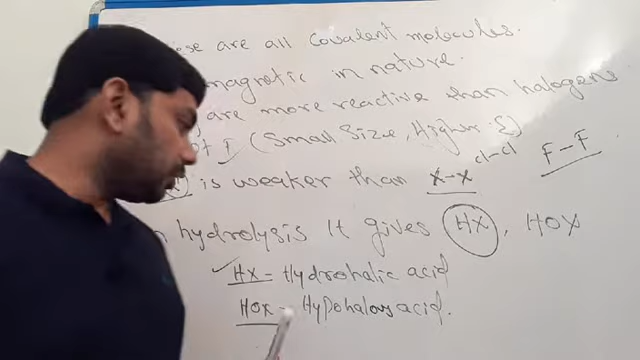 ese are all covalent molecules.
magnetic in nature.
are more reactive than halogens
of F (Small Size, Higher E)
X' is weaker than X-X Cl-Cl F-F
n hydrolysis It gives HX, HOX
HX = Hydrohalic acid
HOX - Hypohalous acid.